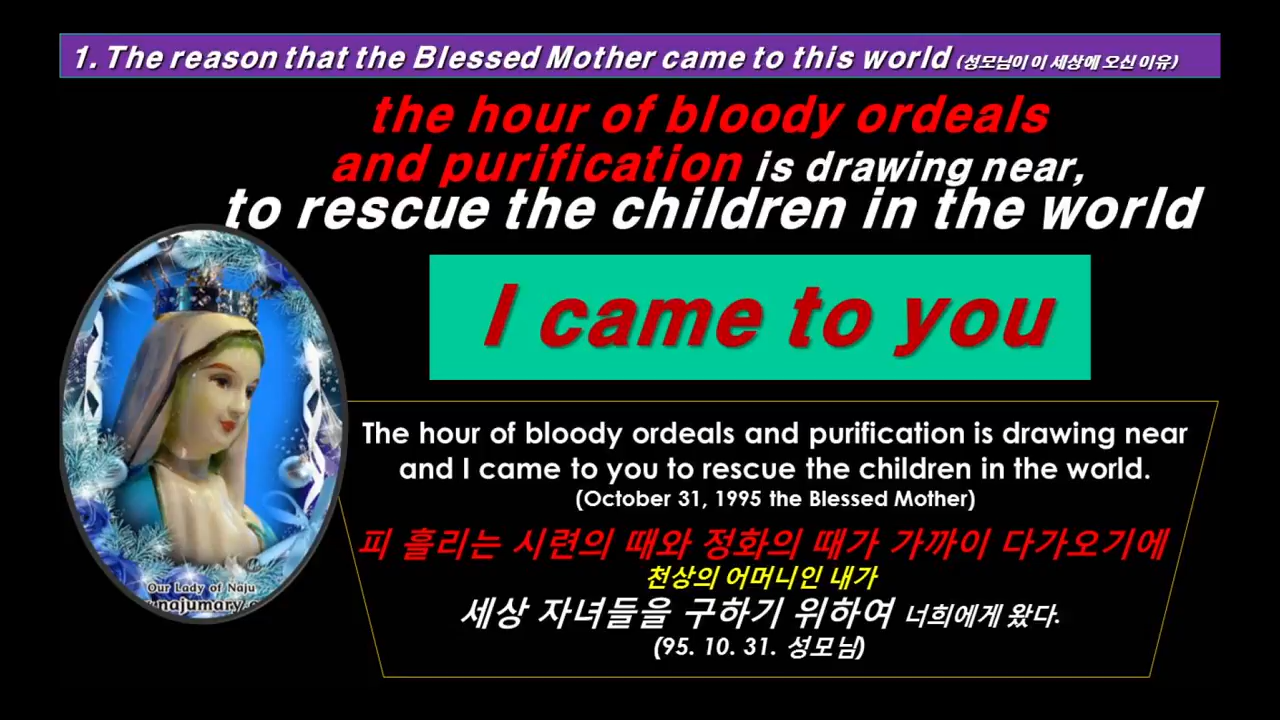 1. The reason that the Blessed Mother came to this world (성모님이 이 세상에 오신 이유)
the hour of bloody ordeals
and purification is drawing near,
to rescue the children in the world
I came to you
The hour of bloody ordeals and purification is drawing near
and I came to you to rescue the children in the world.
(October 31, 1995 the Blessed Mother)
피 흘리는 시련의 때와 정화의 때가 가까이 다가오기에
천상의 어머니인 내가
세상 자녀들을 구하기 위하여 너희에게 왔다.
(95. 10. 31. 성모님)
Our Lady of Naju